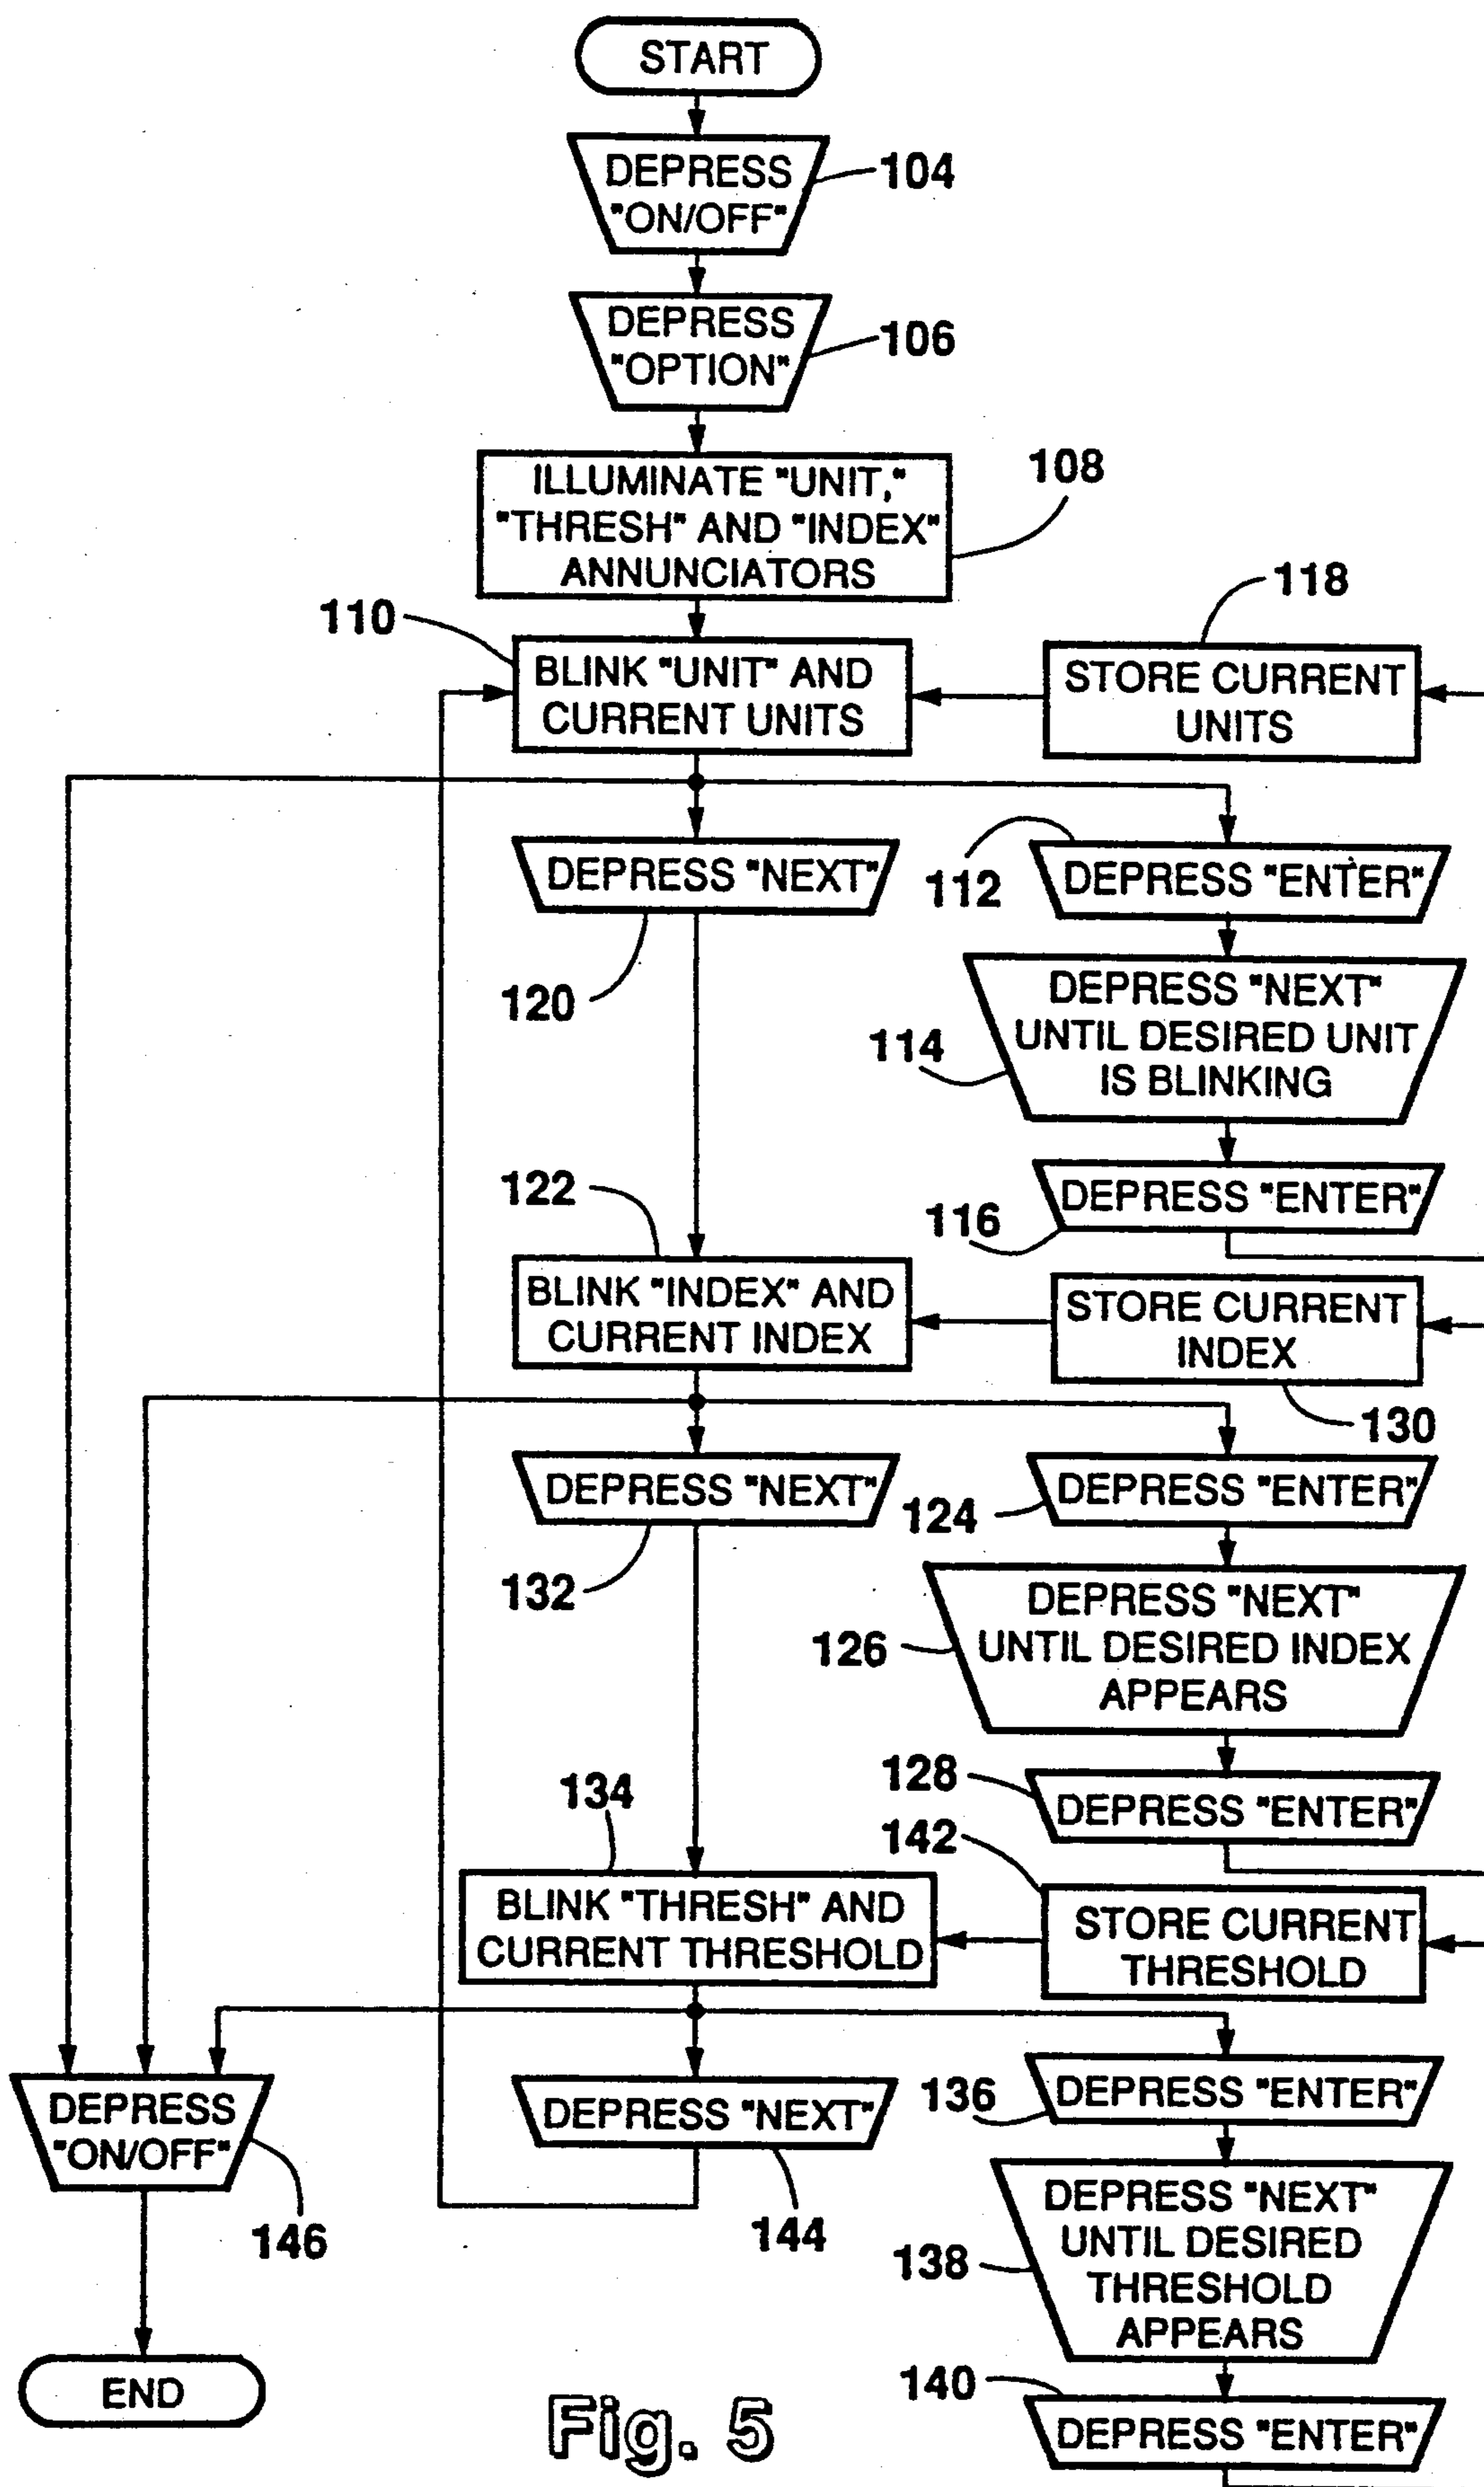 START
DEPRESS
"ON/OFF"
104
DEPRESS
"OPTION"
106
ILLUMINATE "UNIT,"
"THRESH" AND "INDEX"
ANNUNCIATORS
108
110
BLINK "UNIT" AND
CURRENT UNITS
118
STORE CURRENT
UNITS
DEPRESS "NEXT"
120
112
DEPRESS "ENTER"
114
DEPRESS "NEXT"
UNTIL DESIRED UNIT
IS BLINKING
116
DEPRESS "ENTER"
122
BLINK "INDEX" AND
CURRENT INDEX
STORE CURRENT
INDEX
130
DEPRESS "NEXT"
132
124
DEPRESS "ENTER"
126
DEPRESS "NEXT"
UNTIL DESIRED INDEX
APPEARS
128
DEPRESS "ENTER"
134
BLINK "THRESH" AND
CURRENT THRESHOLD
142
STORE CURRENT
THRESHOLD
DEPRESS
"ON/OFF"
146
DEPRESS "NEXT"
144
136
DEPRESS "ENTER"
138
DEPRESS "NEXT"
UNTIL DESIRED
THRESHOLD
APPEARS
140
DEPRESS "ENTER"
END
Fig. 5